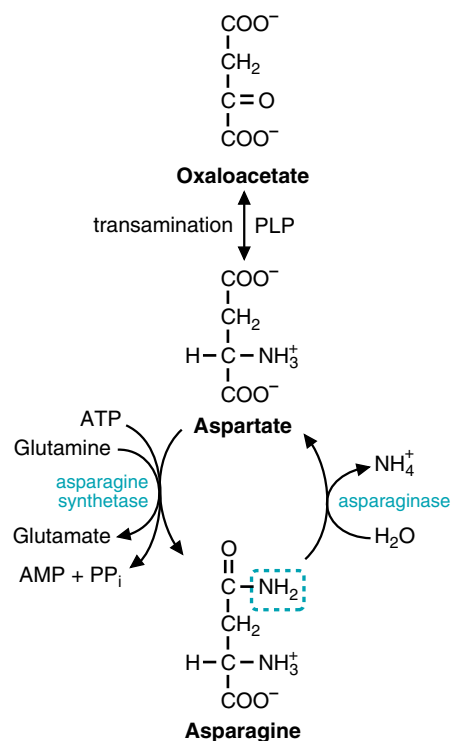 COO⁻
CH₂
C=O
COO⁻
Oxaloacetate
transamination PLP
COO⁻
CH₂
H–C–NH₃⁺
COO⁻
Aspartate
ATP
Glutamine
asparagine
synthetase
Glutamate
AMP + PPᵢ
NH₄⁺
asparaginase
H₂O
O
C–NH₂
CH₂
H–C–NH₃⁺
COO⁻
Asparagine